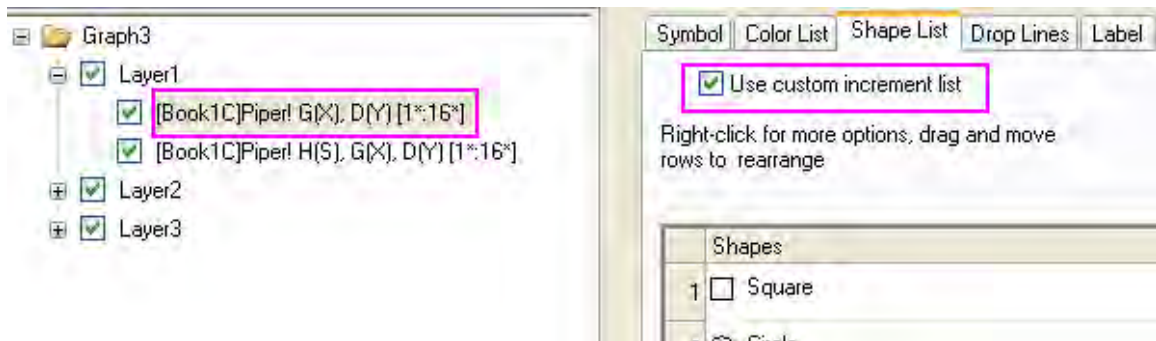 Graph3
Layer1
[Book1C]Piper! G(X), D(Y) [1*:16*]
[Book1C]Piper! H(S), G(X), D(Y) [1*:16*]
Layer2
Layer3
Symbol Color List Shape List Drop Lines Label
Use custom increment list
Right-click for more options, drag and move
rows to rearrange
Shapes
1 Square
Circle